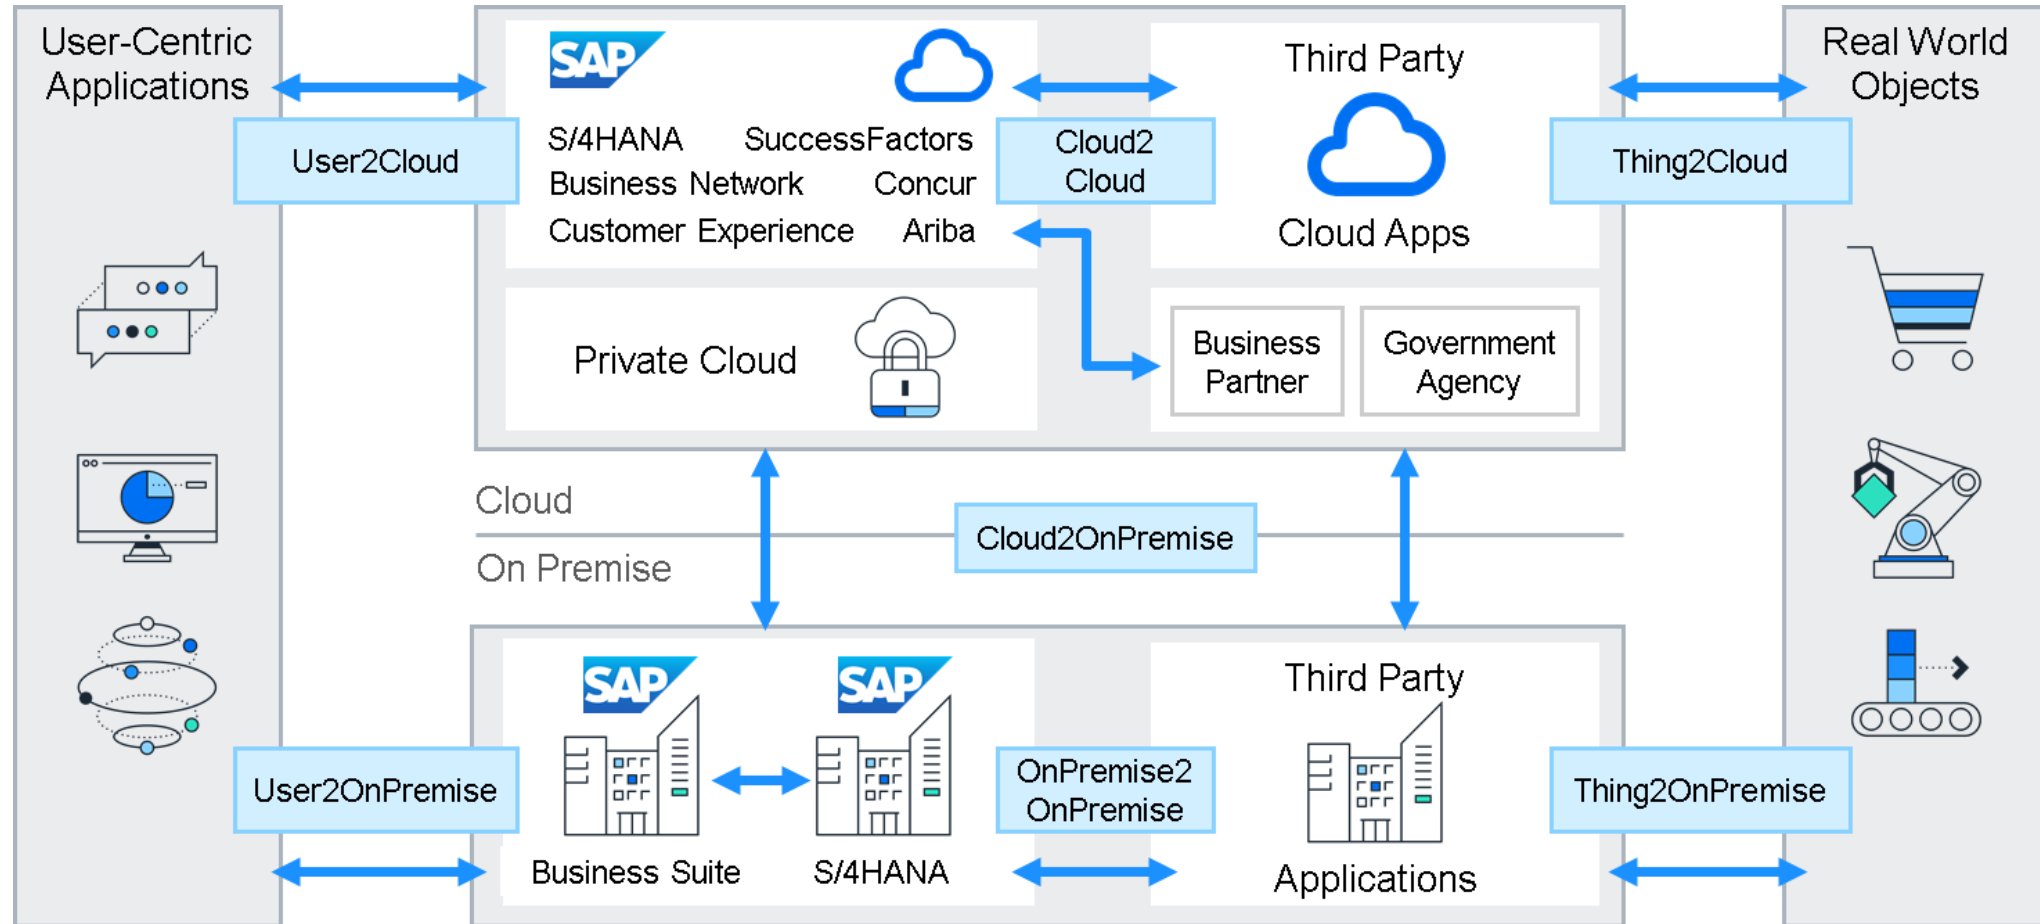 User-Centric
Applications
User2Cloud
SAP
S/4HANA SuccessFactors
Business Network Concur
Customer Experience Ariba
Cloud2
Cloud
Third Party
Cloud Apps
Thing2Cloud
Real World
Objects
Private Cloud
Business
Partner
Government
Agency
Cloud
Cloud2OnPremise
On Premise
User2OnPremise
SAP
SAP
Business Suite
S/4HANA
OnPremise2
OnPremise
Third Party
Applications
Thing2OnPremise